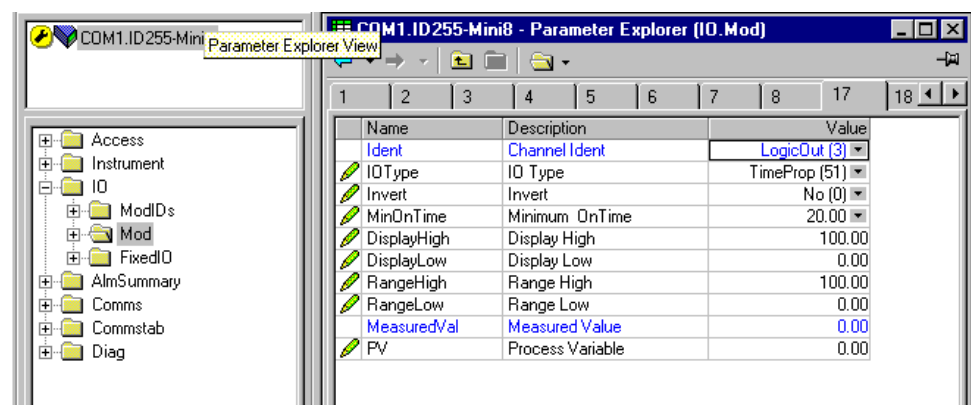 COM1.ID255-Mini
Parameter Explorer View
COM1.ID255-Mini8 - Parameter Explorer (IO.Mod)
1 2 3 4 5 6 7 8 17 18
Access
Instrument
IO
ModIDs
Mod
FixedIO
AlmSummary
Comms
Commstab
Diag
Name Description Value
Ident Channel Ident LogicOut (3)
IOType IO Type TimeProp (51)
Invert Invert No (0)
MinOnTime Minimum OnTime 20.00
DisplayHigh Display High 100.00
DisplayLow Display Low 0.00
RangeHigh Range High 100.00
RangeLow Range Low 0.00
MeasuredVal Measured Value 0.00
PV Process Variable 0.00